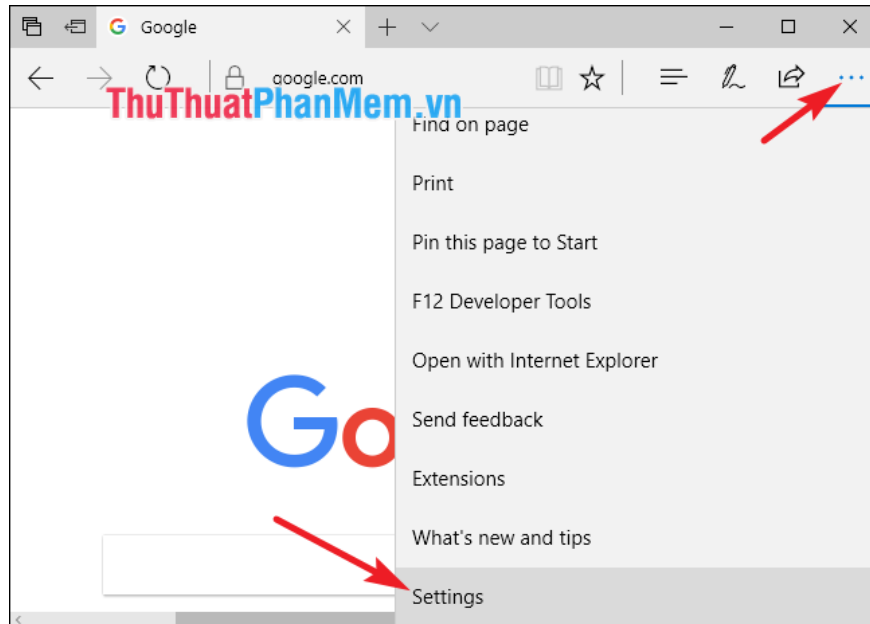 Google
google.com
ThuThuatPhanMem.vn
Find on page
Print
Pin this page to Start
F12 Developer Tools
Open with Internet Explorer
Send feedback
Go
Extensions
What's new and tips
Settings